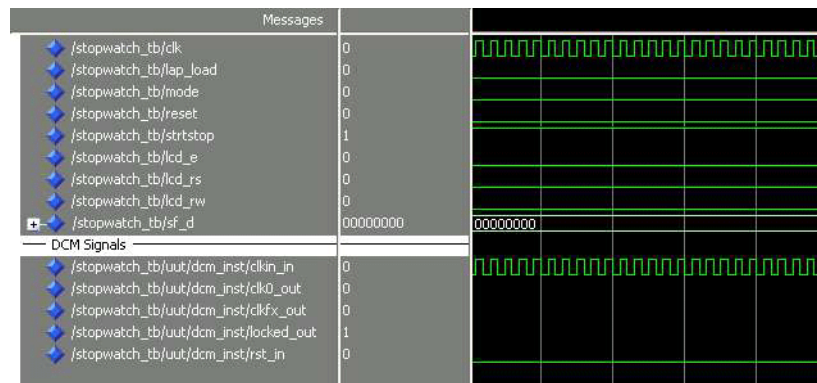 Messages
/stopwatch_tb/clk 0
/stopwatch_tb/lap_load 0
/stopwatch_tb/mode 0
/stopwatch_tb/reset 0
/stopwatch_tb/strtstop 1
/stopwatch_tb/lcd_e 0
/stopwatch_tb/lcd_rs 0
/stopwatch_tb/lcd_rw 0
/stopwatch_tb/sf_d 00000000 00000000
DCM Signals
/stopwatch_tb/uut/dcm_inst/clkin_in 0
/stopwatch_tb/uut/dcm_inst/clk0_out 0
/stopwatch_tb/uut/dcm_inst/clkfx_out 0
/stopwatch_tb/uut/dcm_inst/locked_out 1
/stopwatch_tb/uut/dcm_inst/rst_in 0